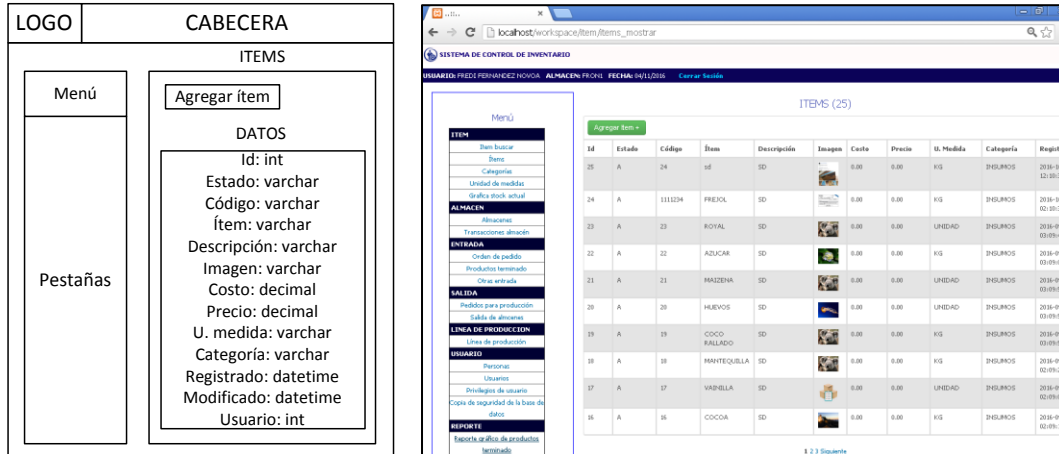 LOGO
CABECERA
ITEMS
Menú
Agregar ítem
DATOS
Id: int
Estado: varchar
Código: varchar
Ítem: varchar
Descripción: varchar
Imagen: varchar
Costo: decimal
Precio: decimal
U. medida: varchar
Categoría: varchar
Registrado: datetime
Modificado: datetime
Usuario: int
Pestañas
localhost/workspace/item/items_mostrar
SISTEMA DE CONTROL DE INVENTARIO
USUARIO: FREDI FERNANDEZ NOVOA ALMACEN: FRON1 FECHA: 04/11/2016 Cerrar Sesión
Menú
ITEM
Item buscar
Ítems
Categorías
Unidad de medidas
Grafica stock actual
ALMACEN
Almacenes
Transacciones almacén
ENTRADA
Orden de pedido
Productos terminado
Otras entrada
SALIDA
Pedidos para producción
Salida de almacenes
LINEA DE PRODUCCION
Línea de producción
USUARIO
Personas
Usuarios
Privilegios de usuario
Copia de seguridad de la base de
datos
REPORTE
Reporte gráfico de productos
terminado
ITEMS (25)
Agregar Item +
Id Estado Código Ítem Descripción Imagen Costo Precio U. Medida Categoría Regist
25 A 24 sd SD 0.00 0.00 KG INSUMOS
24 A 1111234 FREJOL SD 0.00 0.00 KG INSUMOS
23 A 23 ROYAL SD 0.00 0.00 UNIDAD INSUMOS
22 A 22 AZUCAR SD 0.00 0.00 KG INSUMOS
21 A 21 MAIZENA SD 0.00 0.00 UNIDAD INSUMOS
20 A 20 HUEVOS SD 0.00 0.00 KG INSUMOS
19 A 19 COCO RALLADO SD 0.00 0.00 KG INSUMOS
18 A 18 MANTEQUILLA SD 0.00 0.00 KG INSUMOS
17 A 17 VAINILLA SD 0.00 0.00 UNIDAD INSUMOS
16 A 16 COCOA SD 0.00 0.00 KG INSUMOS
1 2 3 Siguiente